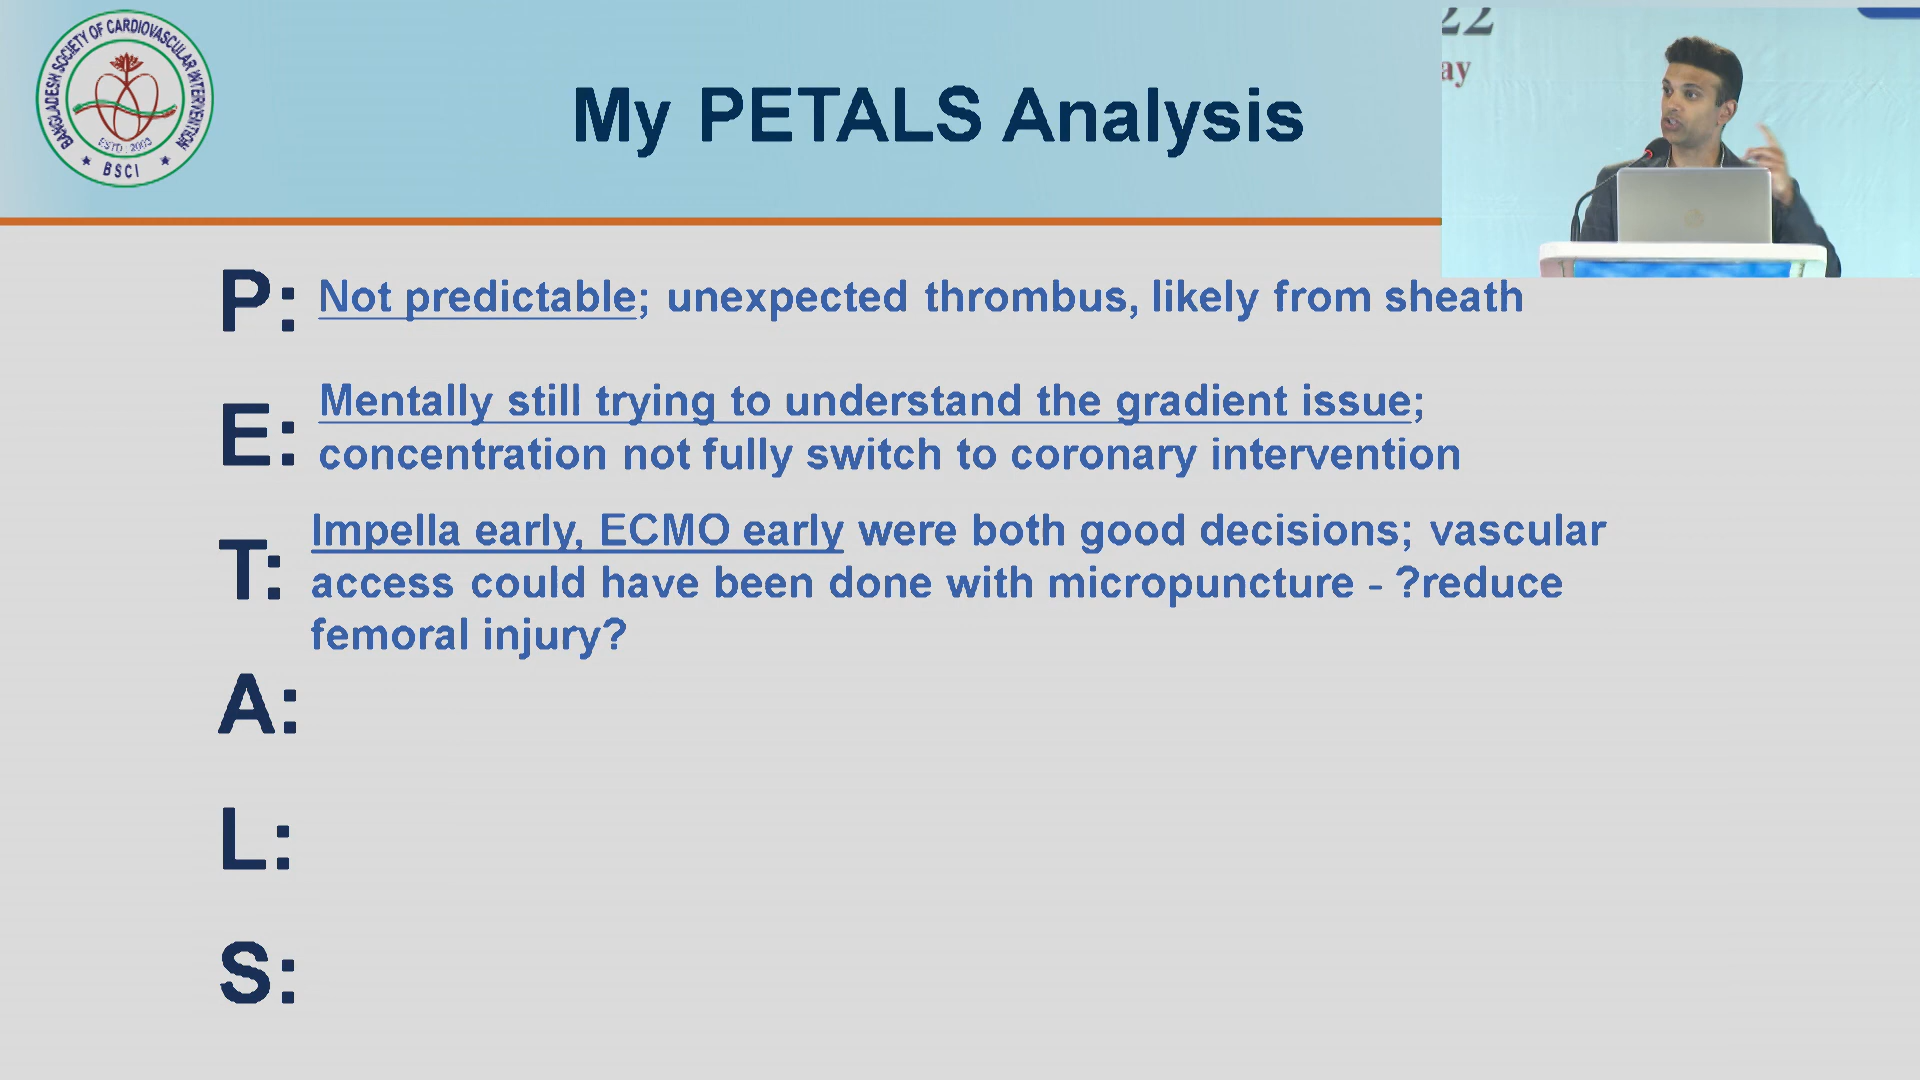 BANGLADESH SOCIETY OF CARDIOVASCULAR INTERVENTION
ESTD : 2003
BSCI
My PETALS Analysis
22
ay
P: Not predictable; unexpected thrombus, likely from sheath
E: Mentally still trying to understand the gradient issue;
concentration not fully switch to coronary intervention
T: Impella early, ECMO early were both good decisions; vascular
access could have been done with micropuncture - ?reduce
femoral injury?
A:
L:
S: